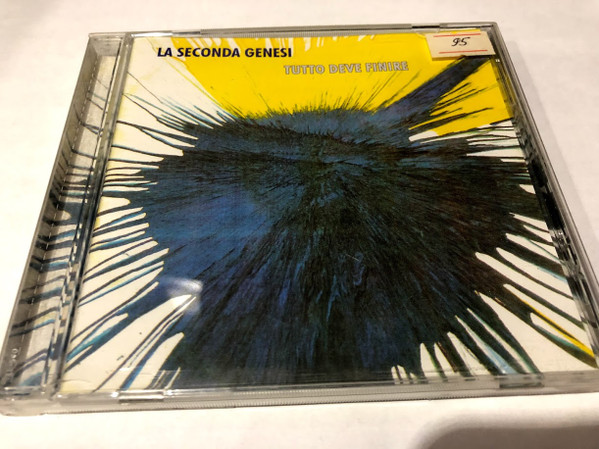 LA SECONDA GENESI
TUTTO DEVE FINIRE
95